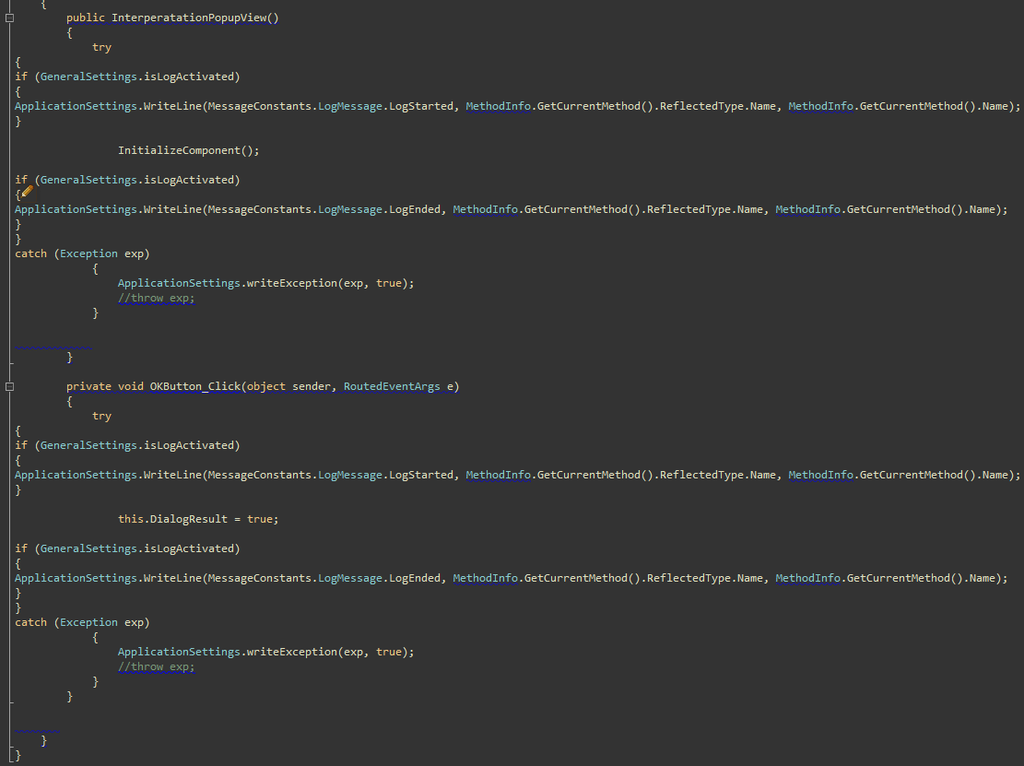 {
public InterperatationPopupView()
{
try
{
if (GeneralSettings.isLogActivated)
{
ApplicationSettings.WriteLine(MessageConstants.LogMessage.LogStarted, MethodInfo.GetCurrentMethod().ReflectedType.Name, MethodInfo.GetCurrentMethod().Name);
}
InitializeComponent();
if (GeneralSettings.isLogActivated)
{
ApplicationSettings.WriteLine(MessageConstants.LogMessage.LogEnded, MethodInfo.GetCurrentMethod().ReflectedType.Name, MethodInfo.GetCurrentMethod().Name);
}
}
catch (Exception exp)
{
ApplicationSettings.writeException(exp, true);
//throw exp;
}
}
private void OKButton_Click(object sender, RoutedEventArgs e)
{
try
{
if (GeneralSettings.isLogActivated)
{
ApplicationSettings.WriteLine(MessageConstants.LogMessage.LogStarted, MethodInfo.GetCurrentMethod().ReflectedType.Name, MethodInfo.GetCurrentMethod().Name);
}
this.DialogResult = true;
if (GeneralSettings.isLogActivated)
{
ApplicationSettings.WriteLine(MessageConstants.LogMessage.LogEnded, MethodInfo.GetCurrentMethod().ReflectedType.Name, MethodInfo.GetCurrentMethod().Name);
}
}
catch (Exception exp)
{
ApplicationSettings.writeException(exp, true);
//throw exp;
}
}
}
}